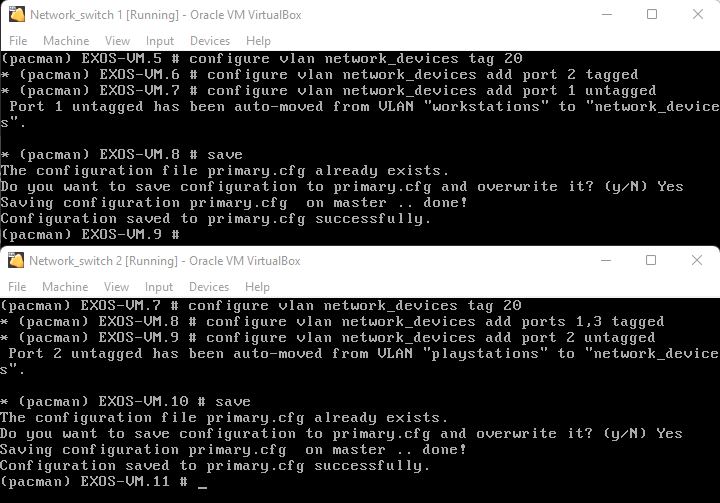 Network_switch 1 [Running] - Oracle VM VirtualBox
File Machine View Input Devices Help
(pacman) EXOS-VM.5 # configure vlan network_devices tag 20
* (pacman) EXOS-VM.6 # configure vlan network_devices add port 2 tagged
* (pacman) EXOS-VM.7 # configure vlan network_devices add port 1 untagged
Port 1 untagged has been auto-moved from VLAN "workstations" to "network_device
s".
* (pacman) EXOS-VM.8 # save
The configuration file primary.cfg already exists.
Do you want to save configuration to primary.cfg and overwrite it? (y/N) Yes
Saving configuration primary.cfg  on master .. done!
Configuration saved to primary.cfg successfully.
(pacman) EXOS-VM.9 #
Network_switch 2 [Running] - Oracle VM VirtualBox
File Machine View Input Devices Help
(pacman) EXOS-VM.7 # configure vlan network_devices tag 20
* (pacman) EXOS-VM.8 # configure vlan network_devices add ports 1,3 tagged
* (pacman) EXOS-VM.9 # configure vlan network_devices add port 2 untagged
Port 2 untagged has been auto-moved from VLAN "playstations" to "network_device
s".
* (pacman) EXOS-VM.10 # save
The configuration file primary.cfg already exists.
Do you want to save configuration to primary.cfg and overwrite it? (y/N) Yes
Saving configuration primary.cfg  on master .. done!
Configuration saved to primary.cfg successfully.
(pacman) EXOS-VM.11 # _